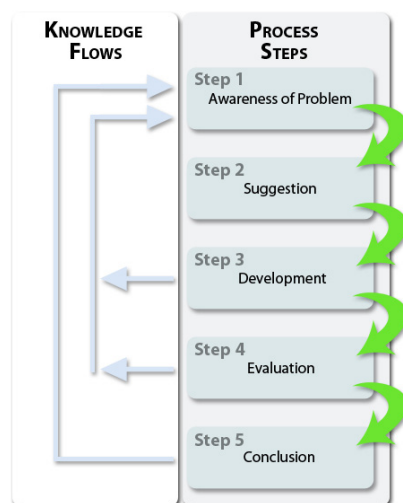 KNOWLEDGE
FLOWS
PROCESS
STEPS
Step 1
Awareness of Problem
Step 2
Suggestion
Step 3
Development
Step 4
Evaluation
Step 5
Conclusion